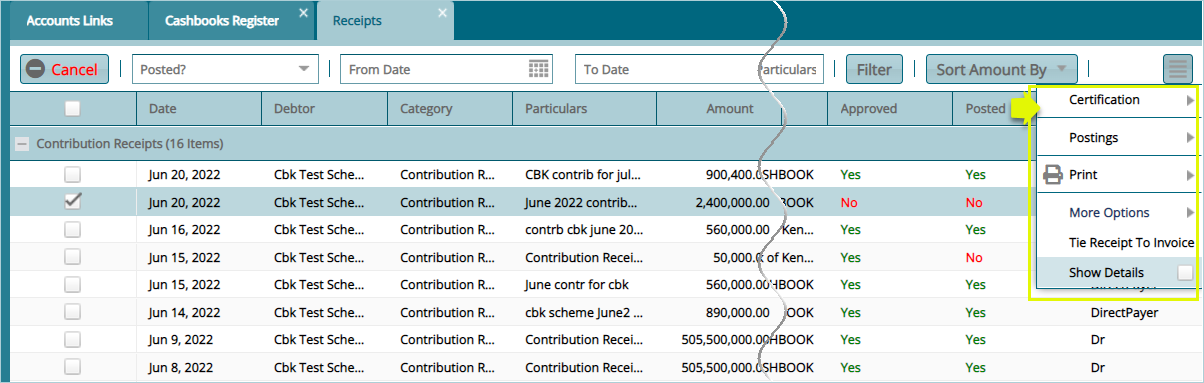 Accounts Links Cashbooks Register Receipts
Cancel Posted? From Date To Date Particulars Filter Sort Amount By
Date Debtor Category Particulars Amount Approved Posted
Contribution Receipts (16 Items)
Jun 20, 2022 Cbk Test Sche... Contribution R... CBK contrib for jul... 900,400.0 SHBOOK Yes Yes
Jun 20, 2022 Cbk Test Sche... Contribution R... June 2022 contrib... 2,400,000.00 BOOK No No
Jun 16, 2022 Cbk Test Sche... Contribution R... contrb cbk june 20... 560,000.00 Ken... Yes Yes
Jun 15, 2022 Cbk Test Sche... Contribution R... Contribution Recei... 50,000. of Ken... Yes No
Jun 15, 2022 Cbk Test Sche... Contribution R... June contr for cbk 560,000.00 HBOOK Yes Yes
Jun 14, 2022 Cbk Test Sche... Contribution R... cbk scheme June2 ... 890,000.00 BOOK Yes Yes DirectPayer
Jun 9, 2022 Cbk Test Sche... Contribution R... Contribution Recei... 505,500,000.00 HBOOK Yes Yes Dr
Jun 8, 2022 Cbk Test Sche... Contribution R... Contribution Recei... 505,500,000.0 SHBOOK Yes Yes Dr
Certification
Postings
Print
More Options
Tie Receipt To Invoice
Show Details